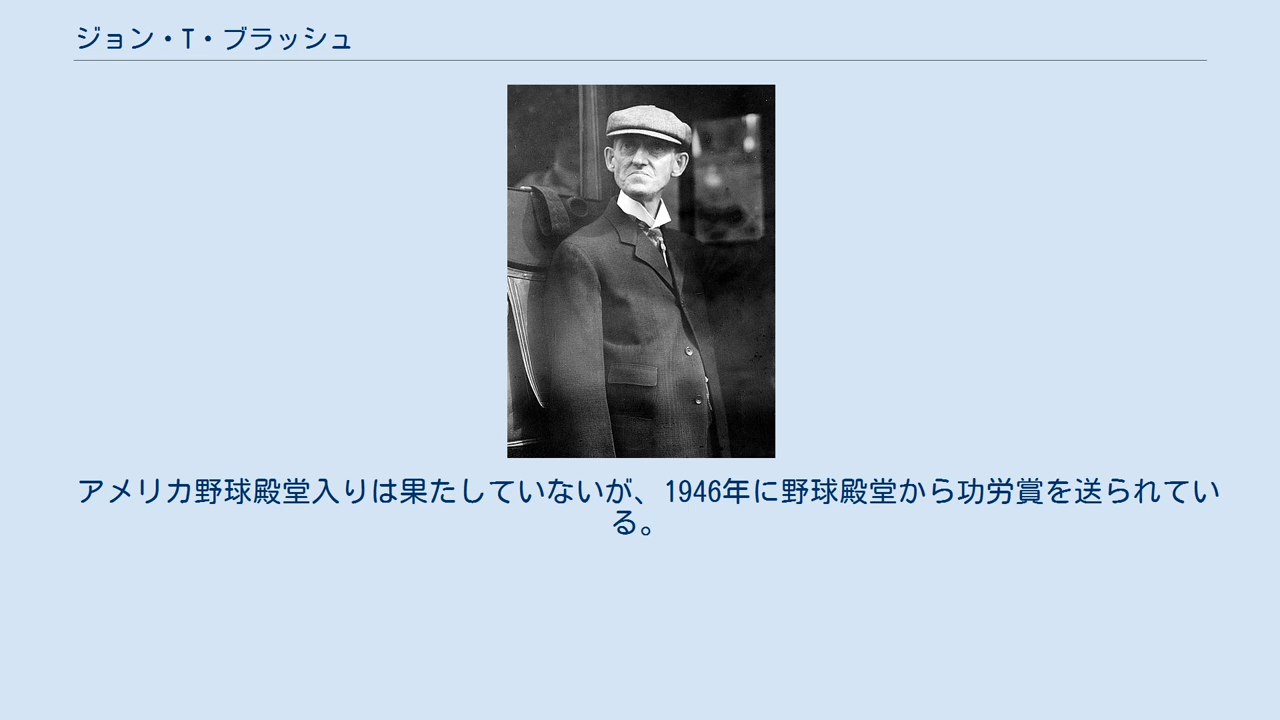 ジョン・T・ブラッシュ
アメリカ野球殿堂入りは果たしていないが、1946年に野球殿堂から功労賞を送られてい
る。